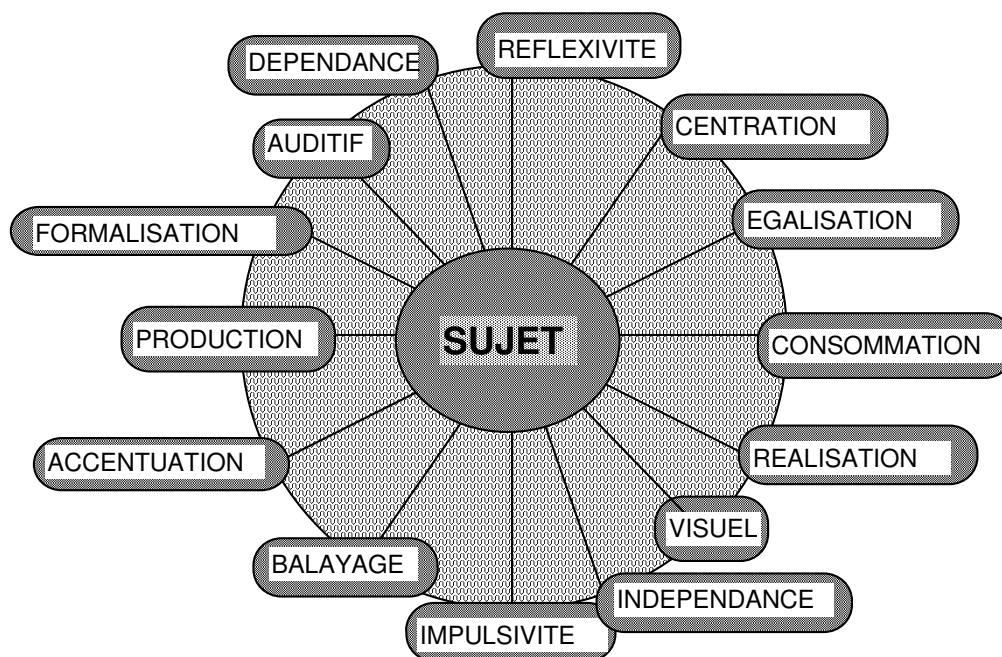 REFLEXIVITE
DEPENDANCE
CENTRATION
AUDITIF
EGALISATION
FORMALISATION
PRODUCTION
SUJET
CONSOMMATION
ACCENTUATION
REALISATION
VISUEL
BALAYAGE
INDEPENDANCE
IMPULSIVITE